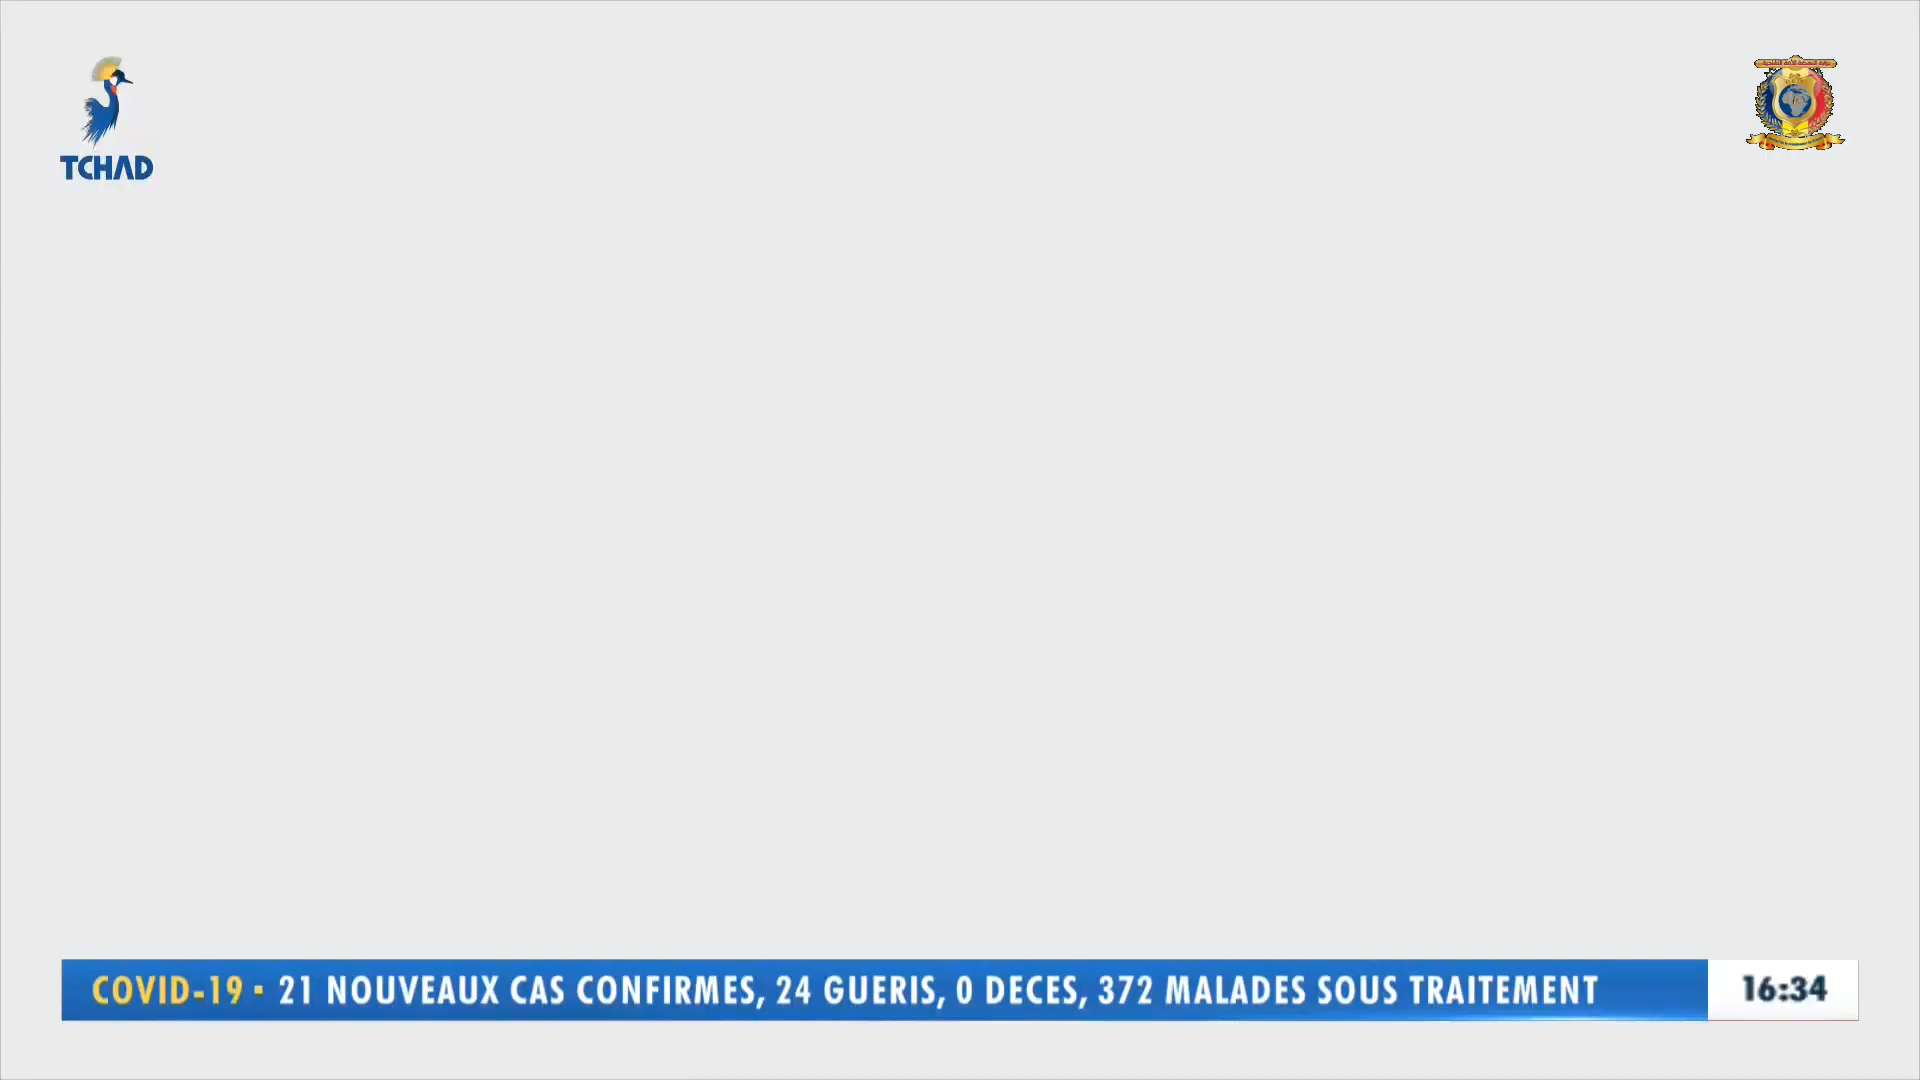 TCHAD
COVID-19 · 21 NOUVEAUX CAS CONFIRMES, 24 GUERIS, 0 DECES, 372 MALADES SOUS TRAITEMENT
16:34